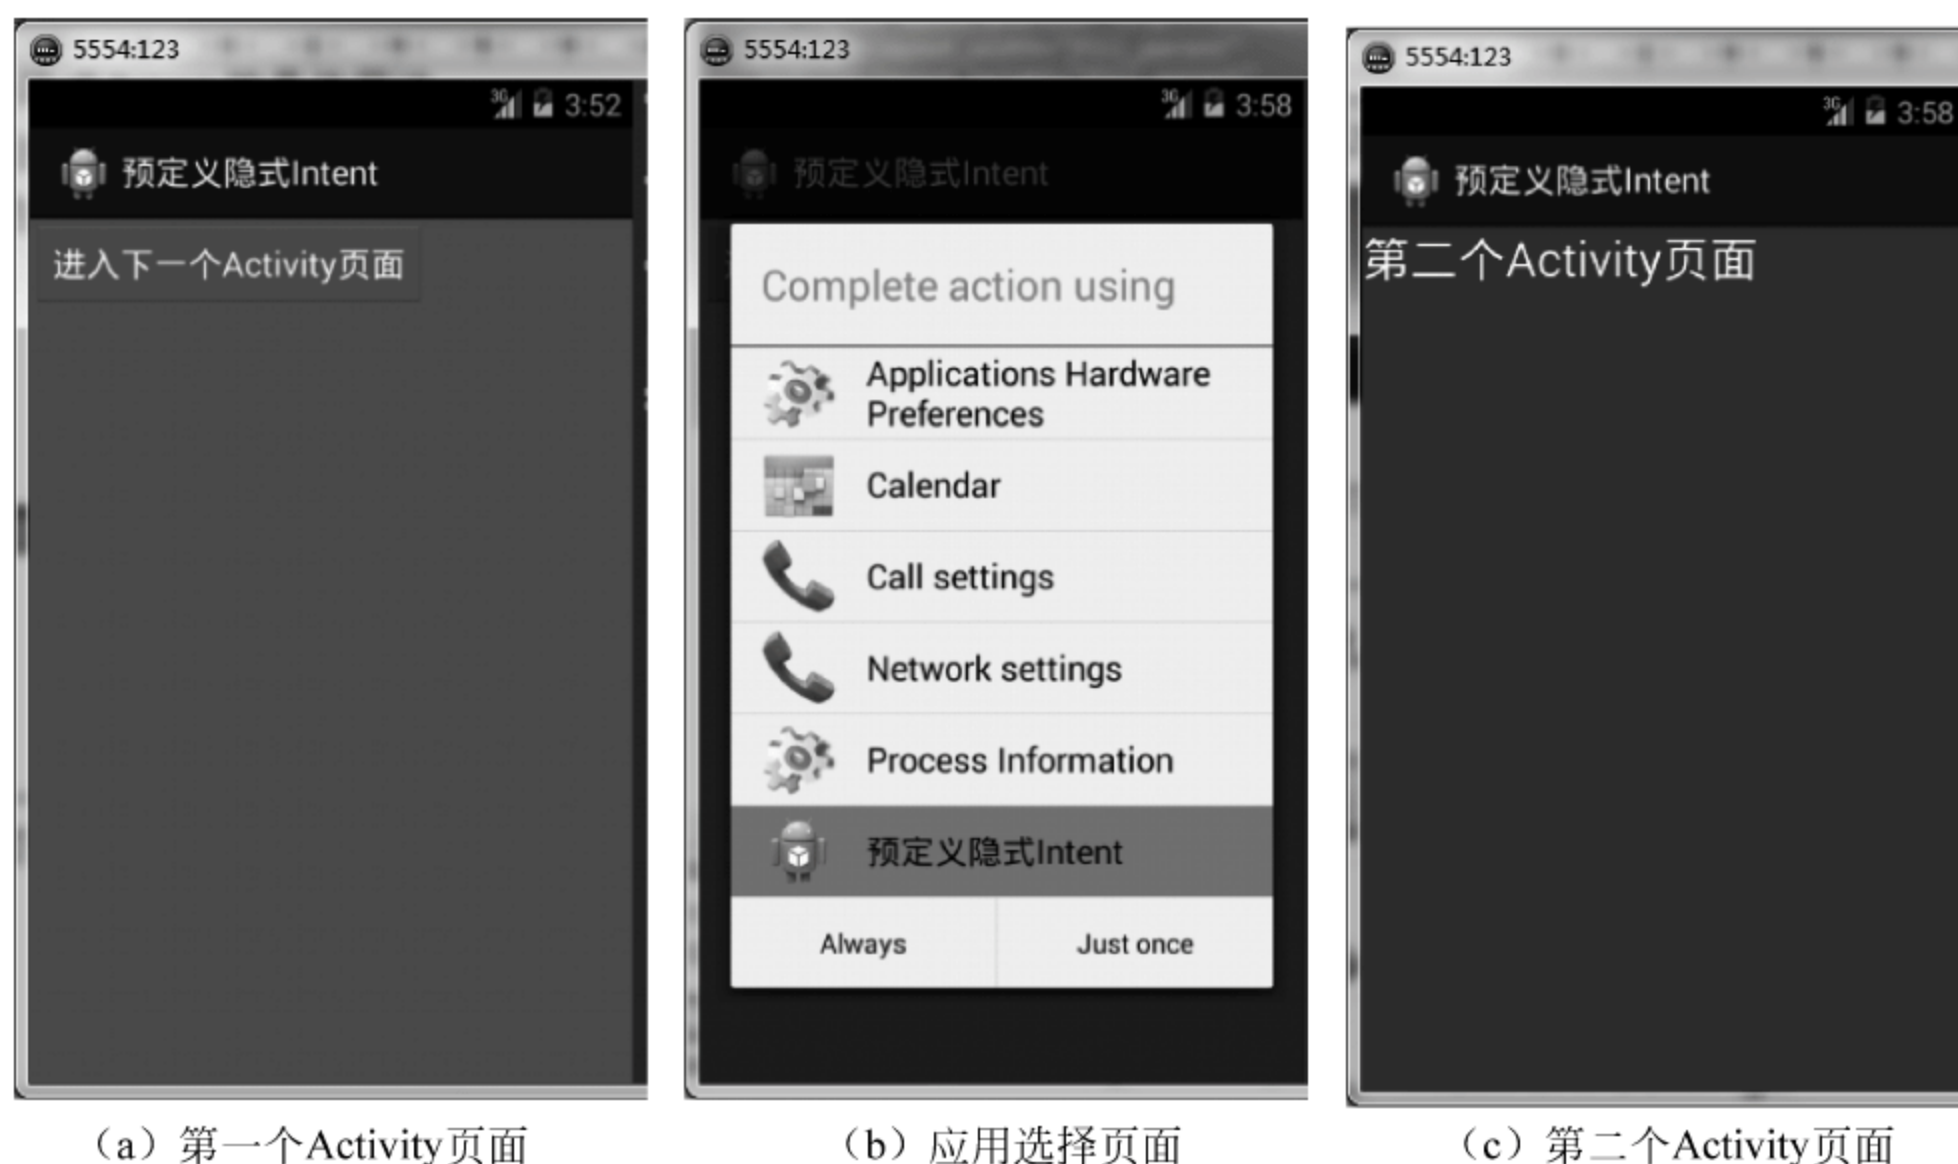 5554:123
3G 3:52
预定义隐式Intent
进入下一个Activity页面
(a) 第一个Activity页面
5554:123
3G 3:58
预定义隐式Intent
Complete action using
Applications Hardware
Preferences
Calendar
Call settings
Network settings
Process Information
预定义隐式Intent
Always
Just once
(b) 应用选择页面
5554:123
3G 3:58
预定义隐式Intent
第二个Activity页面
(c) 第二个Activity页面